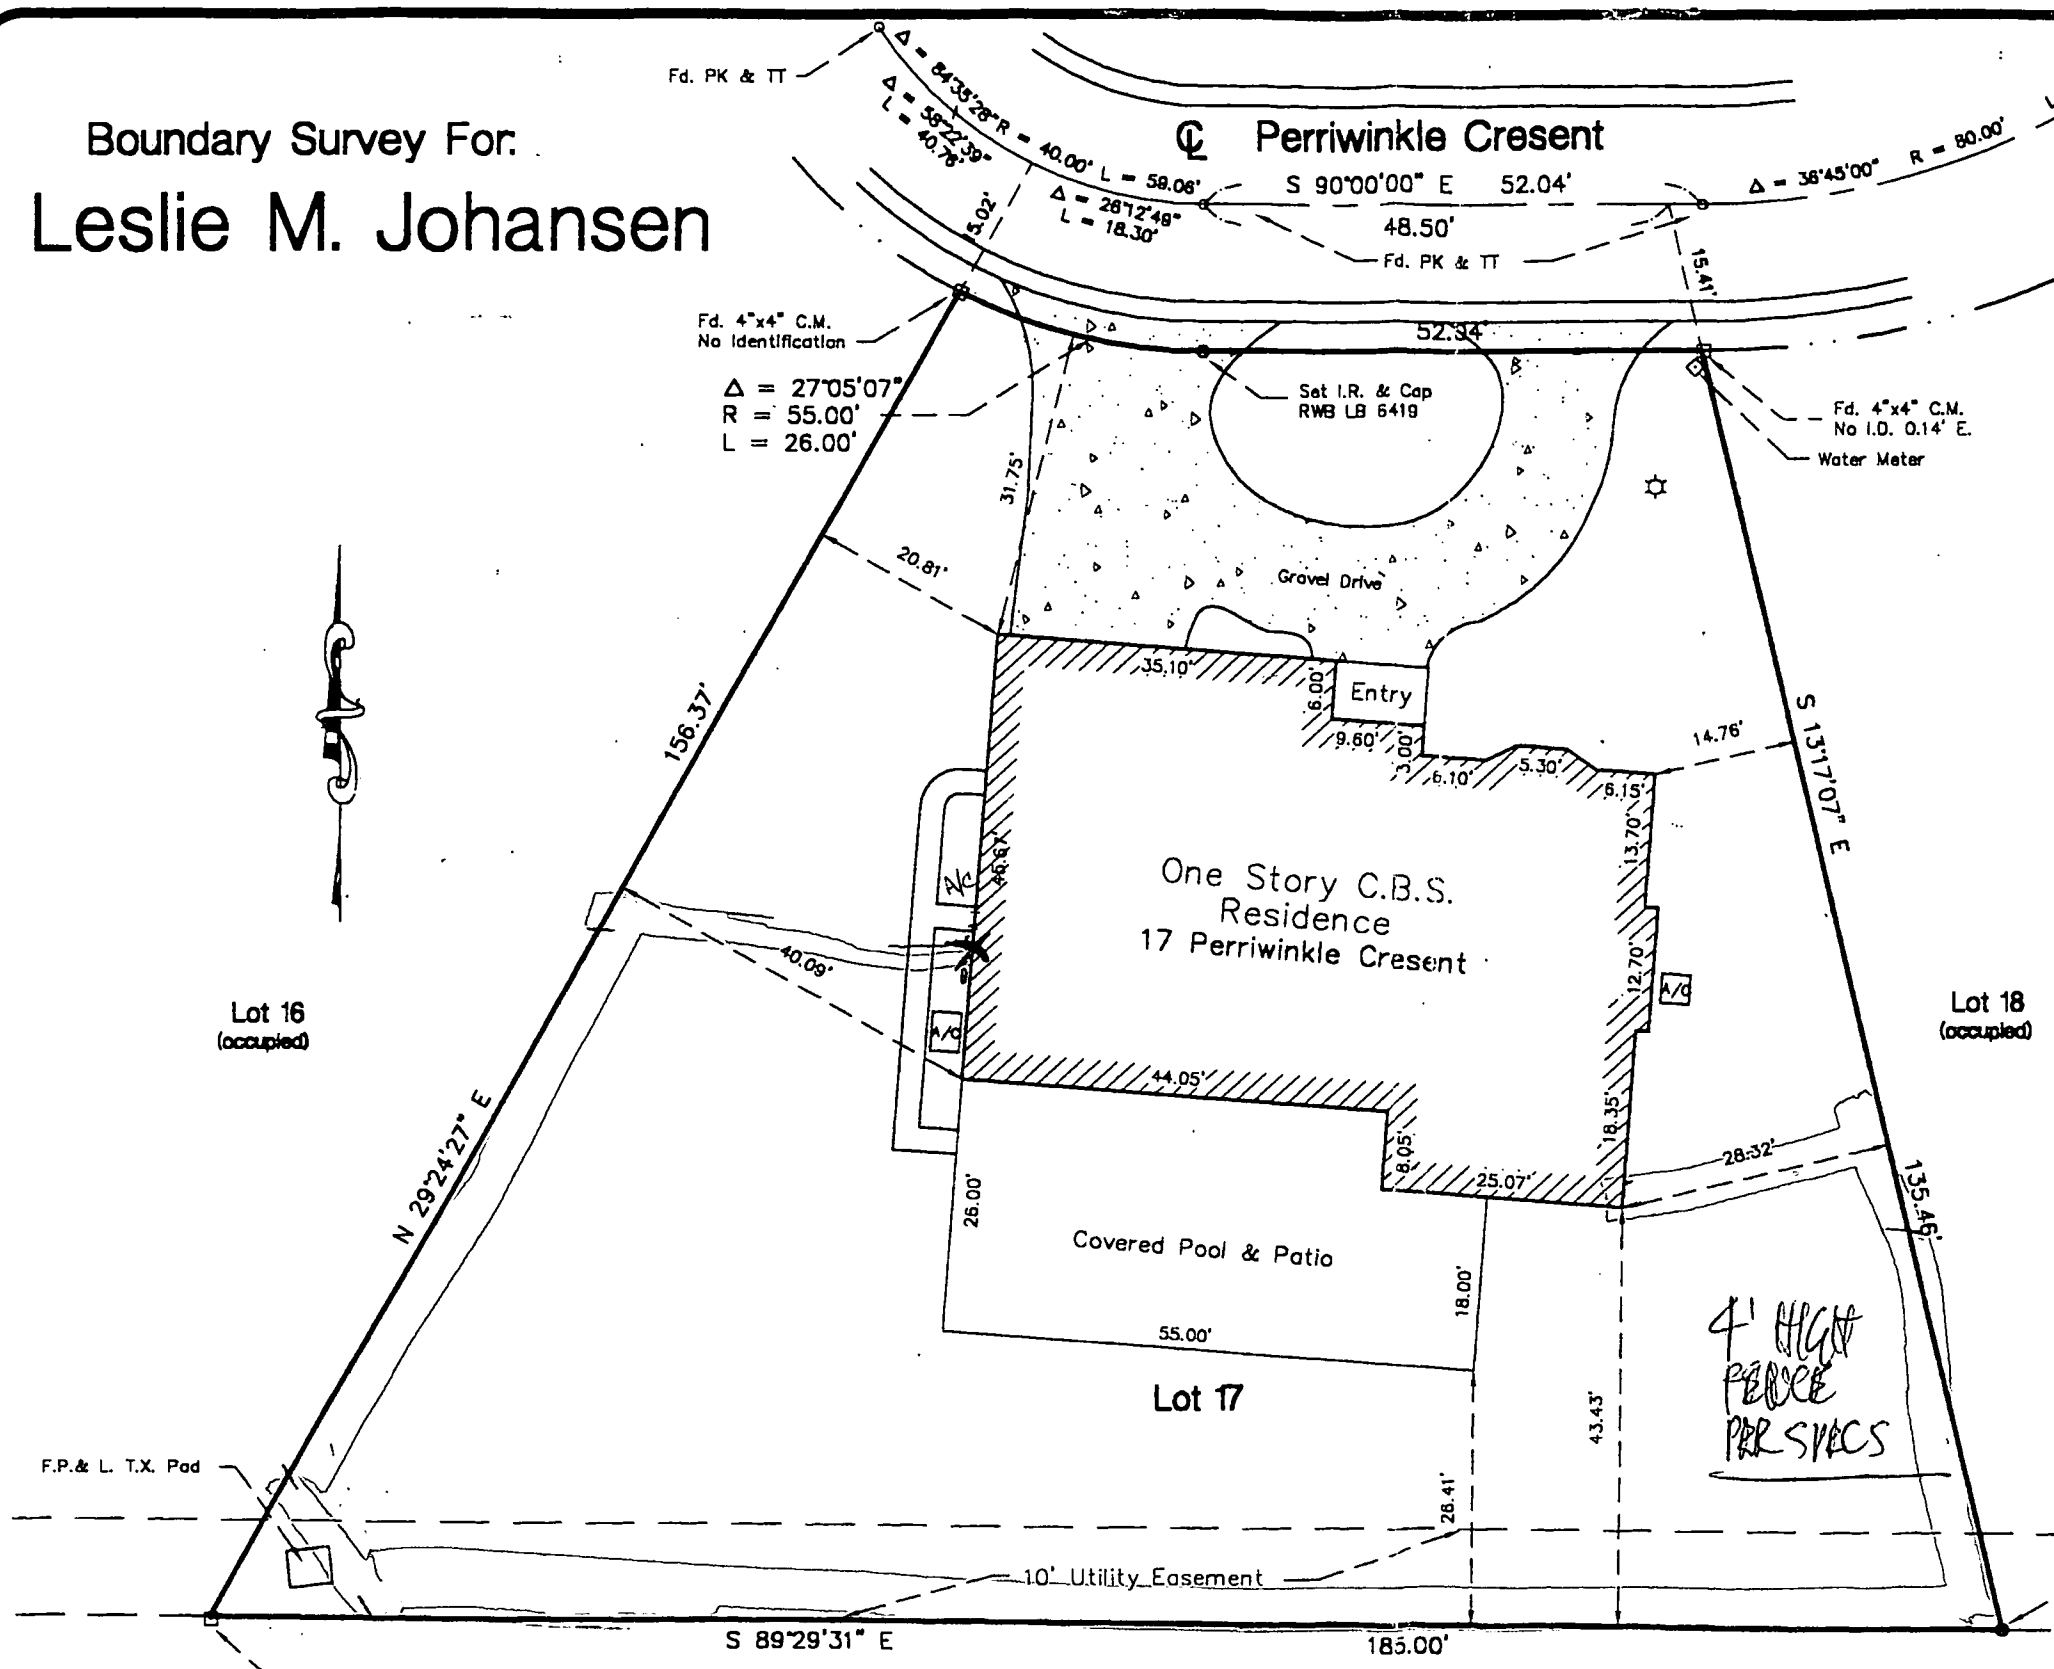 Boundary Survey For:
Leslie M. Johansen
Fd. PK & TT
Δ = 84°35'28" R = 40.00' L = 59.06'
Δ = 58°22'39"
L = 40.76'
℄ Perriwinkle Cresent
S 90°00'00" E 52.04'
48.50'
Δ = 36°45'00" R = 80.00'
Δ = 26°12'49"
L = 18.30'
Fd. PK & TT
15.41'
Fd. 4"x4" C.M.
No Identification
Δ = 27°05'07"
R = 55.00'
L = 26.00'
52.34'
Set I.R. & Cap
RWB LB 6419
Fd. 4"x4" C.M.
No I.D. 0.14' E.
Water Meter
31.75'
20.81'
Gravel Drive
35.10'
6.00'
Entry
9.60'
3.00'
6.10'
5.30'
6.15'
14.76'
S 13°17'07" E
156.37'
13.70'
A/C
One Story C.B.S.
Residence
17 Perriwinkle Cresent
12.70'
A/C
40.09'
Lot 16
(occupied)
Lot 18
(occupied)
A/C
44.05'
18.35'
8.05'
25.07'
28.32'
135.46'
N 29°24'27" E
26.00'
Covered Pool & Patio
18.00'
55.00'
Lot 17
4' HIGH
FENCE
PER SPECS
43.43'
28.41'
F.P.& L. T.X. Pad
10' Utility Easement
S 89°29'31" E
185.00'